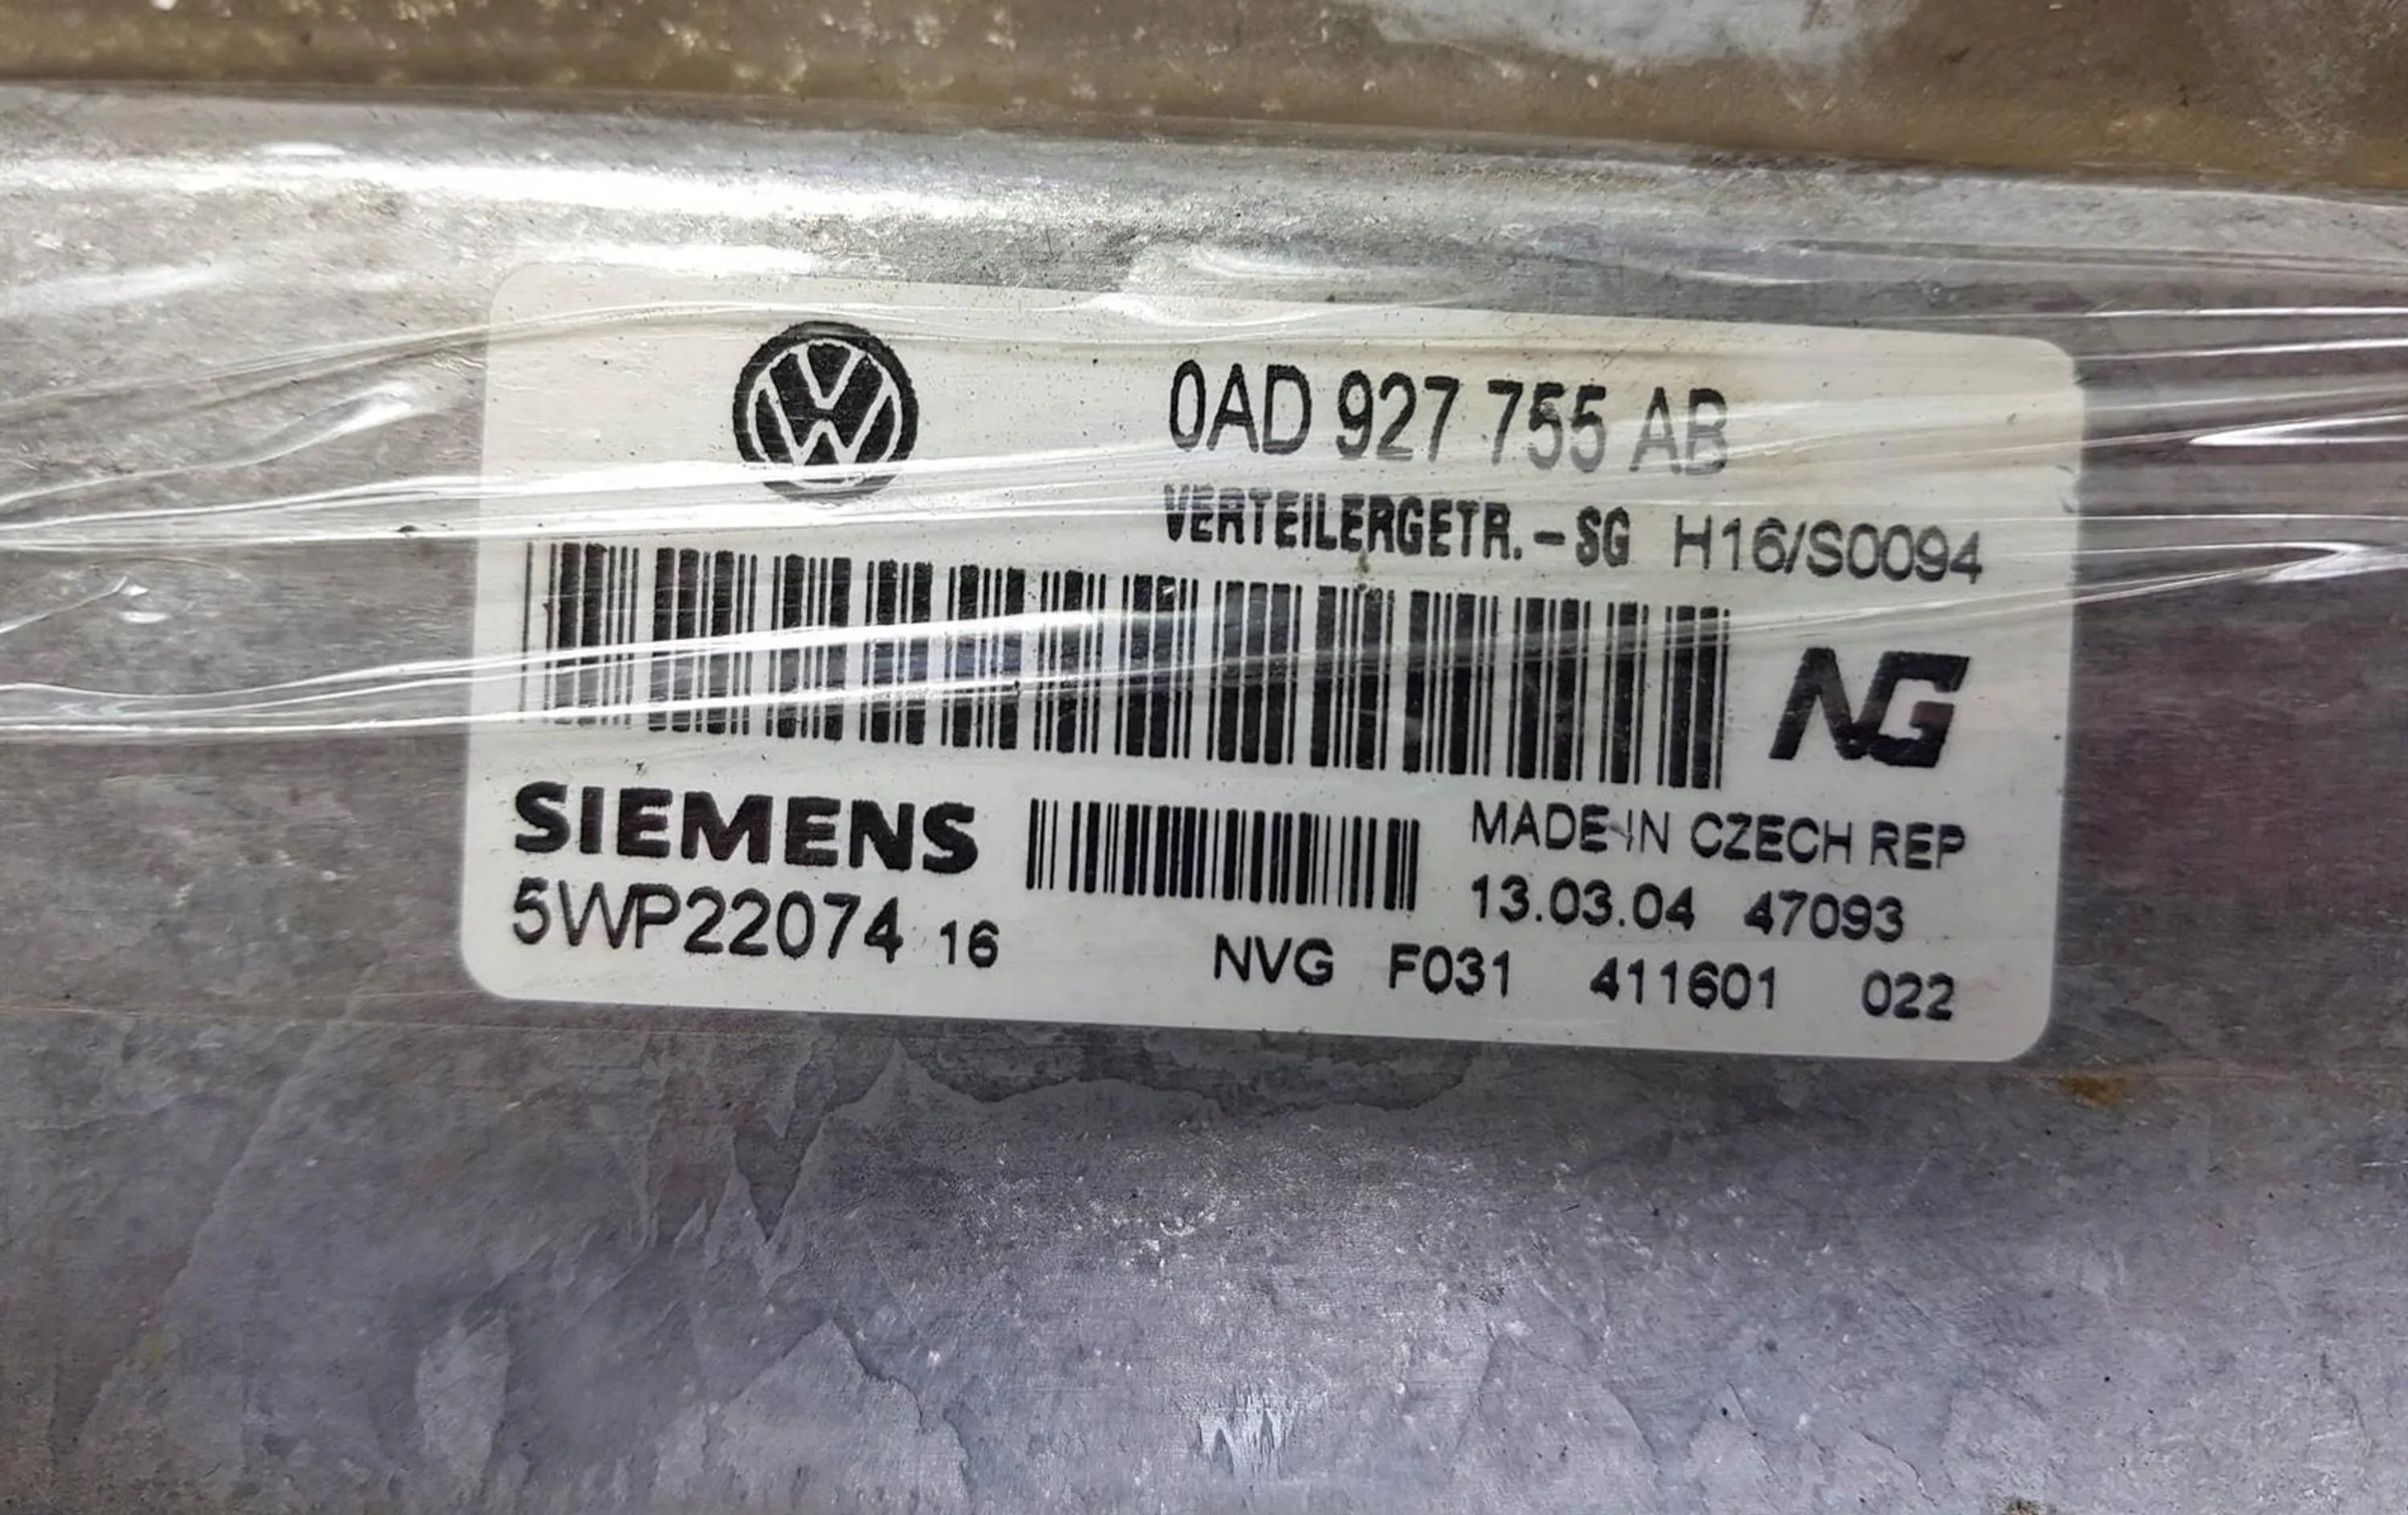 0AD 927 755 AB
VERTEILERGETR.-SG H16/S0094
NG
SIEMENS
MADE IN CZECH REP
5WP22074 16
13.03.04 47093
NVG F031 411601 022